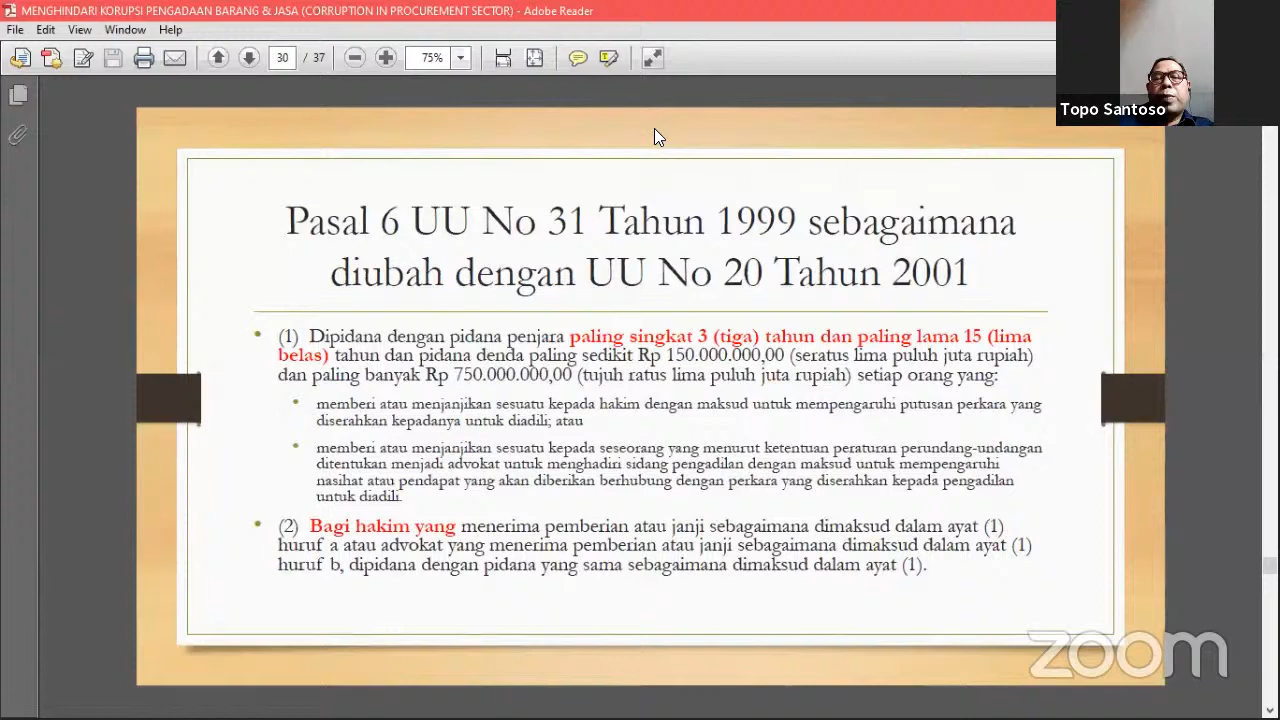 MENGHINDARI KORUPSI PENGADAAN BARANG & JASA (CORRUPTION IN PROCUREMENT SECTOR) - Adobe Reader
File Edit View Window Help
30 / 37 75%
Topo Santoso
Pasal 6 UU No 31 Tahun 1999 sebagaimana
diubah dengan UU No 20 Tahun 2001
• (1) Dipidana dengan pidana penjara paling singkat 3 (tiga) tahun dan paling lama 15 (lima
belas) tahun dan pidana denda paling sedikit Rp 150.000.000,00 (seratus lima puluh juta rupiah)
dan paling banyak Rp 750.000.000,00 (tujuh ratus lima puluh juta rupiah) setiap orang yang:
• memberi atau menjanjikan sesuatu kepada hakim dengan maksud untuk mempengaruhi putusan perkara yang
diserahkan kepadanya untuk diadili; atau
• memberi atau menjanjikan sesuatu kepada seseorang yang menurut ketentuan peraturan perundang-undangan
ditentukan menjadi advokat untuk menghadiri sidang pengadilan dengan maksud untuk mempengaruhi
nasihat atau pendapat yang akan diberikan berhubung dengan perkara yang diserahkan kepada pengadilan
untuk diadili.
• (2) Bagi hakim yang menerima pemberian atau janji sebagaimana dimaksud dalam ayat (1)
huruf a atau advokat yang menerima pemberian atau janji sebagaimana dimaksud dalam ayat (1)
huruf b, dipidana dengan pidana yang sama sebagaimana dimaksud dalam ayat (1).
zoom